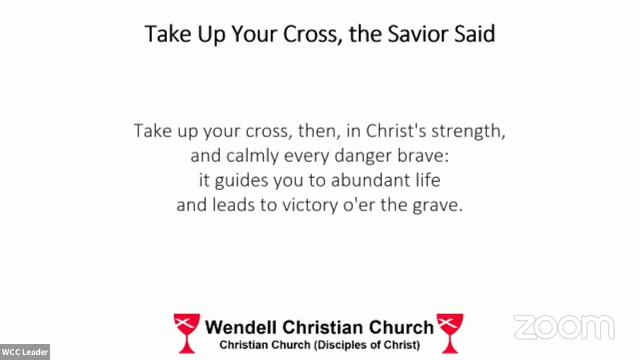 Take Up Your Cross, the Savior Said
Take up your cross, then, in Christ's strength,
and calmly every danger brave:
it guides you to abundant life
and leads to victory o'er the grave.
Wendell Christian Church
Christian Church (Disciples of Christ)
zoom
WCC Leader